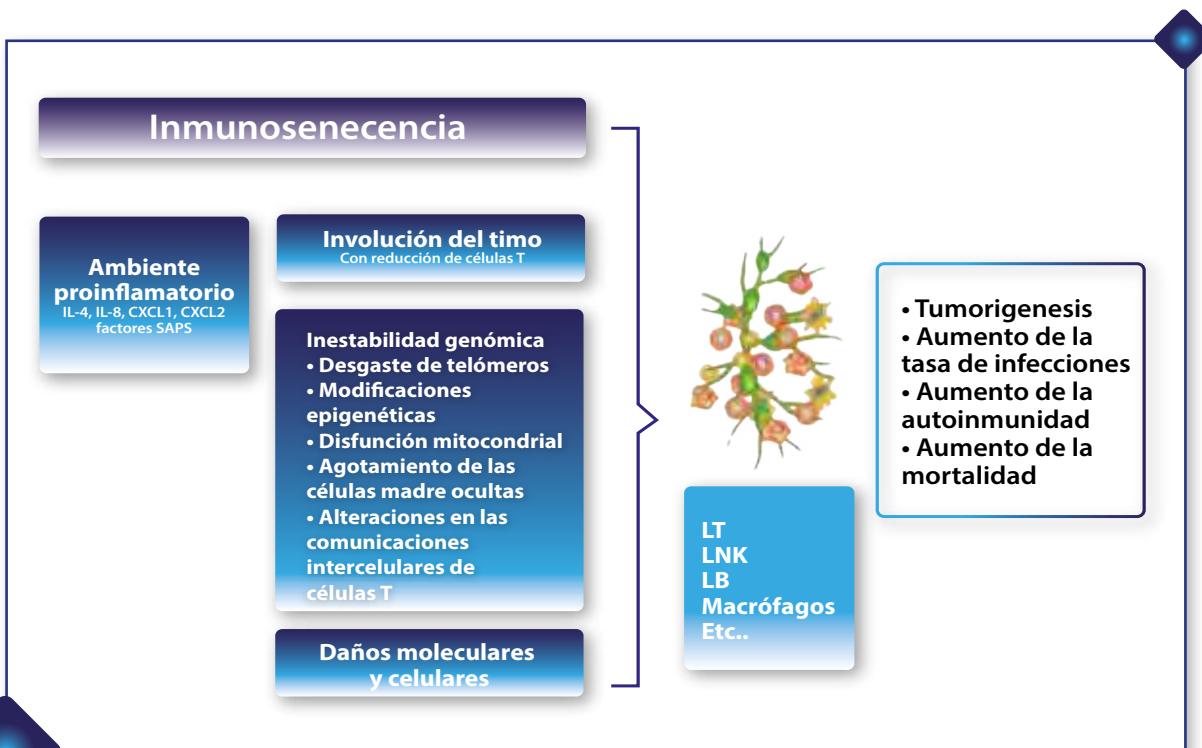 Inmunosenecencia
Ambiente
proinflamatorio
IL-4, IL-8, CXCL1, CXCL2
factores SAPS
Involución del timo
Con reducción de células T
Inestabilidad genómica
• Desgaste de telómeros
• Modificaciones
epigenéticas
• Disfunción mitocondrial
• Agotamiento de las
células madre ocultas
• Alteraciones en las
comunicaciones
intercelulares de
células T
Daños moleculares
y celulares
LT
LNK
LB
Macrófagos
Etc..
• Tumorigenesis
• Aumento de la
tasa de infecciones
• Aumento de la
autoinmunidad
• Aumento de la
mortalidad